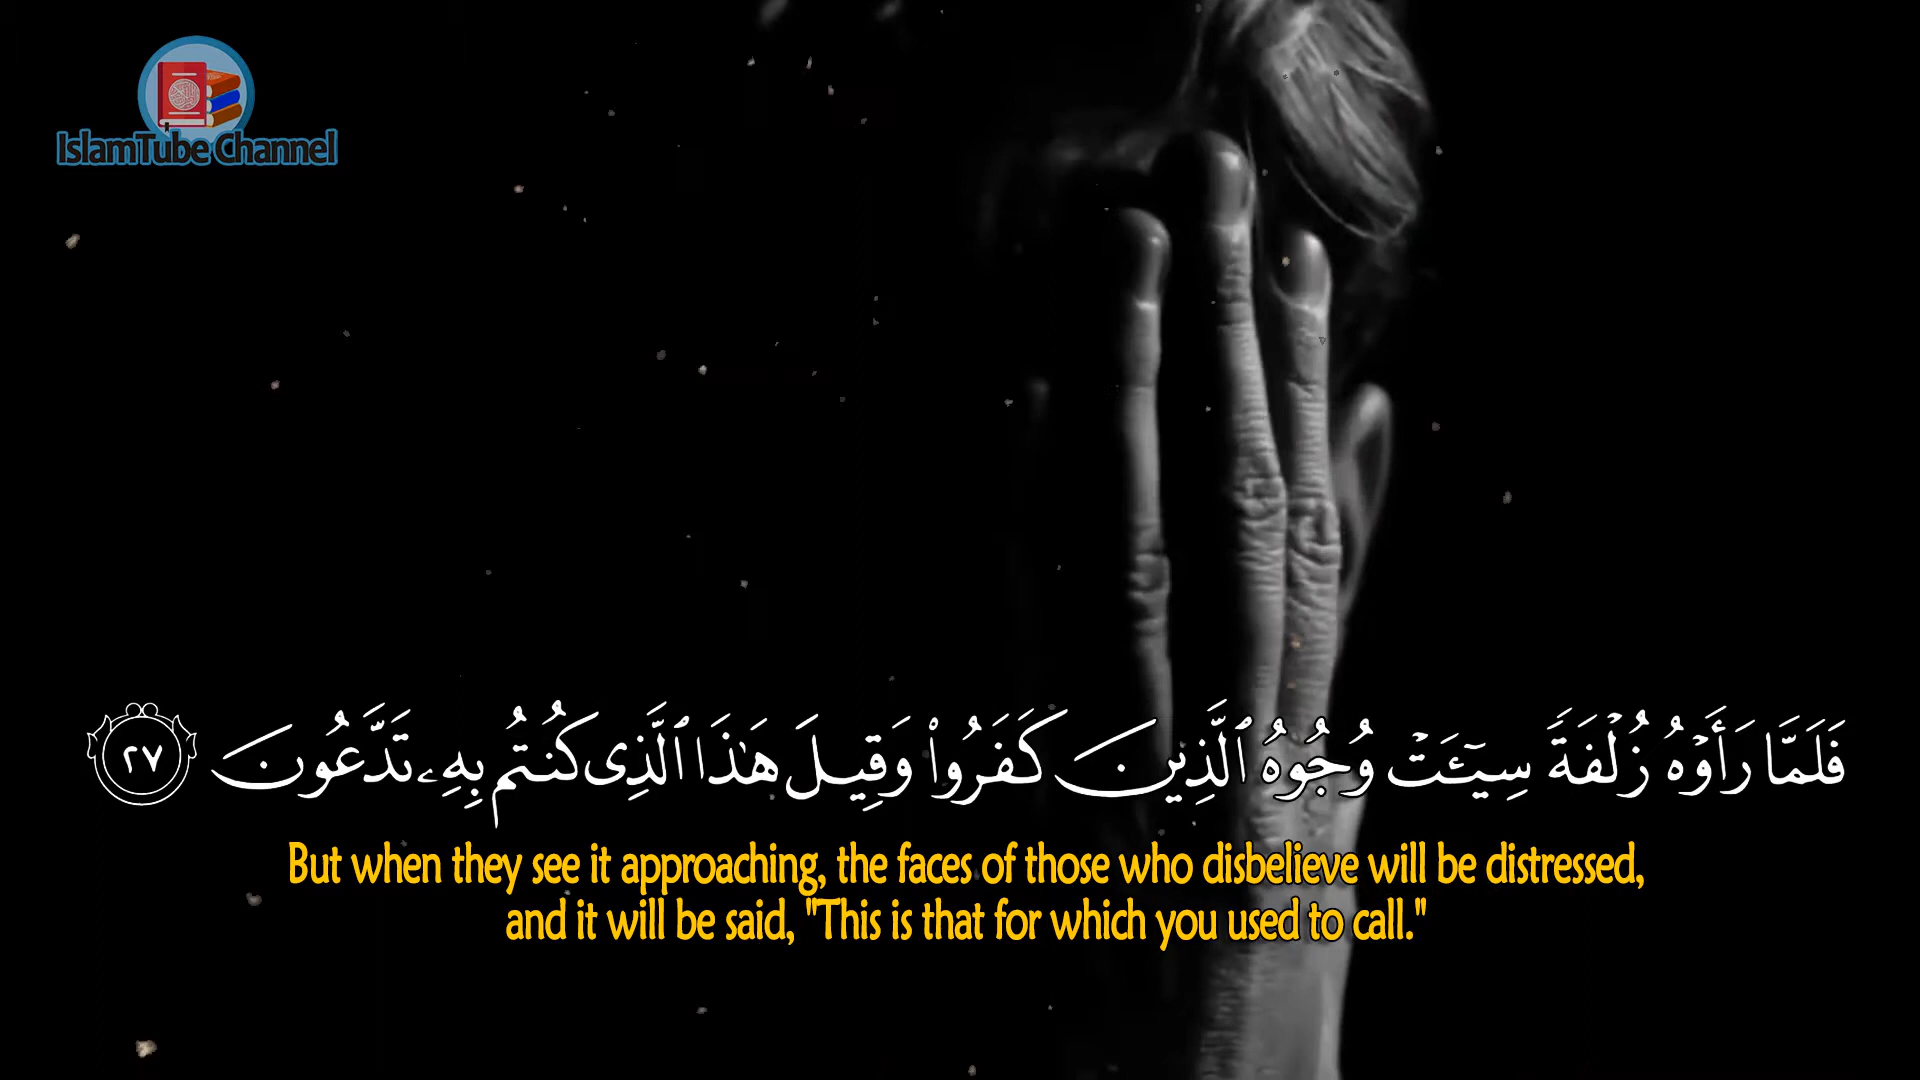 IslamTube Channel
فَلَمَّا رَأَوۡهُ زُلۡفَةٗ سِيٓـَٔتۡ وُجُوهُ ٱلَّذِينَ كَفَرُواْ وَقِيلَ هَٰذَا ٱلَّذِي كُنتُم بِهِۦ تَدَّعُونَ ٢٧
But when they see it approaching, the faces of those who disbelieve will be distressed,
and it will be said, "This is that for which you used to call."